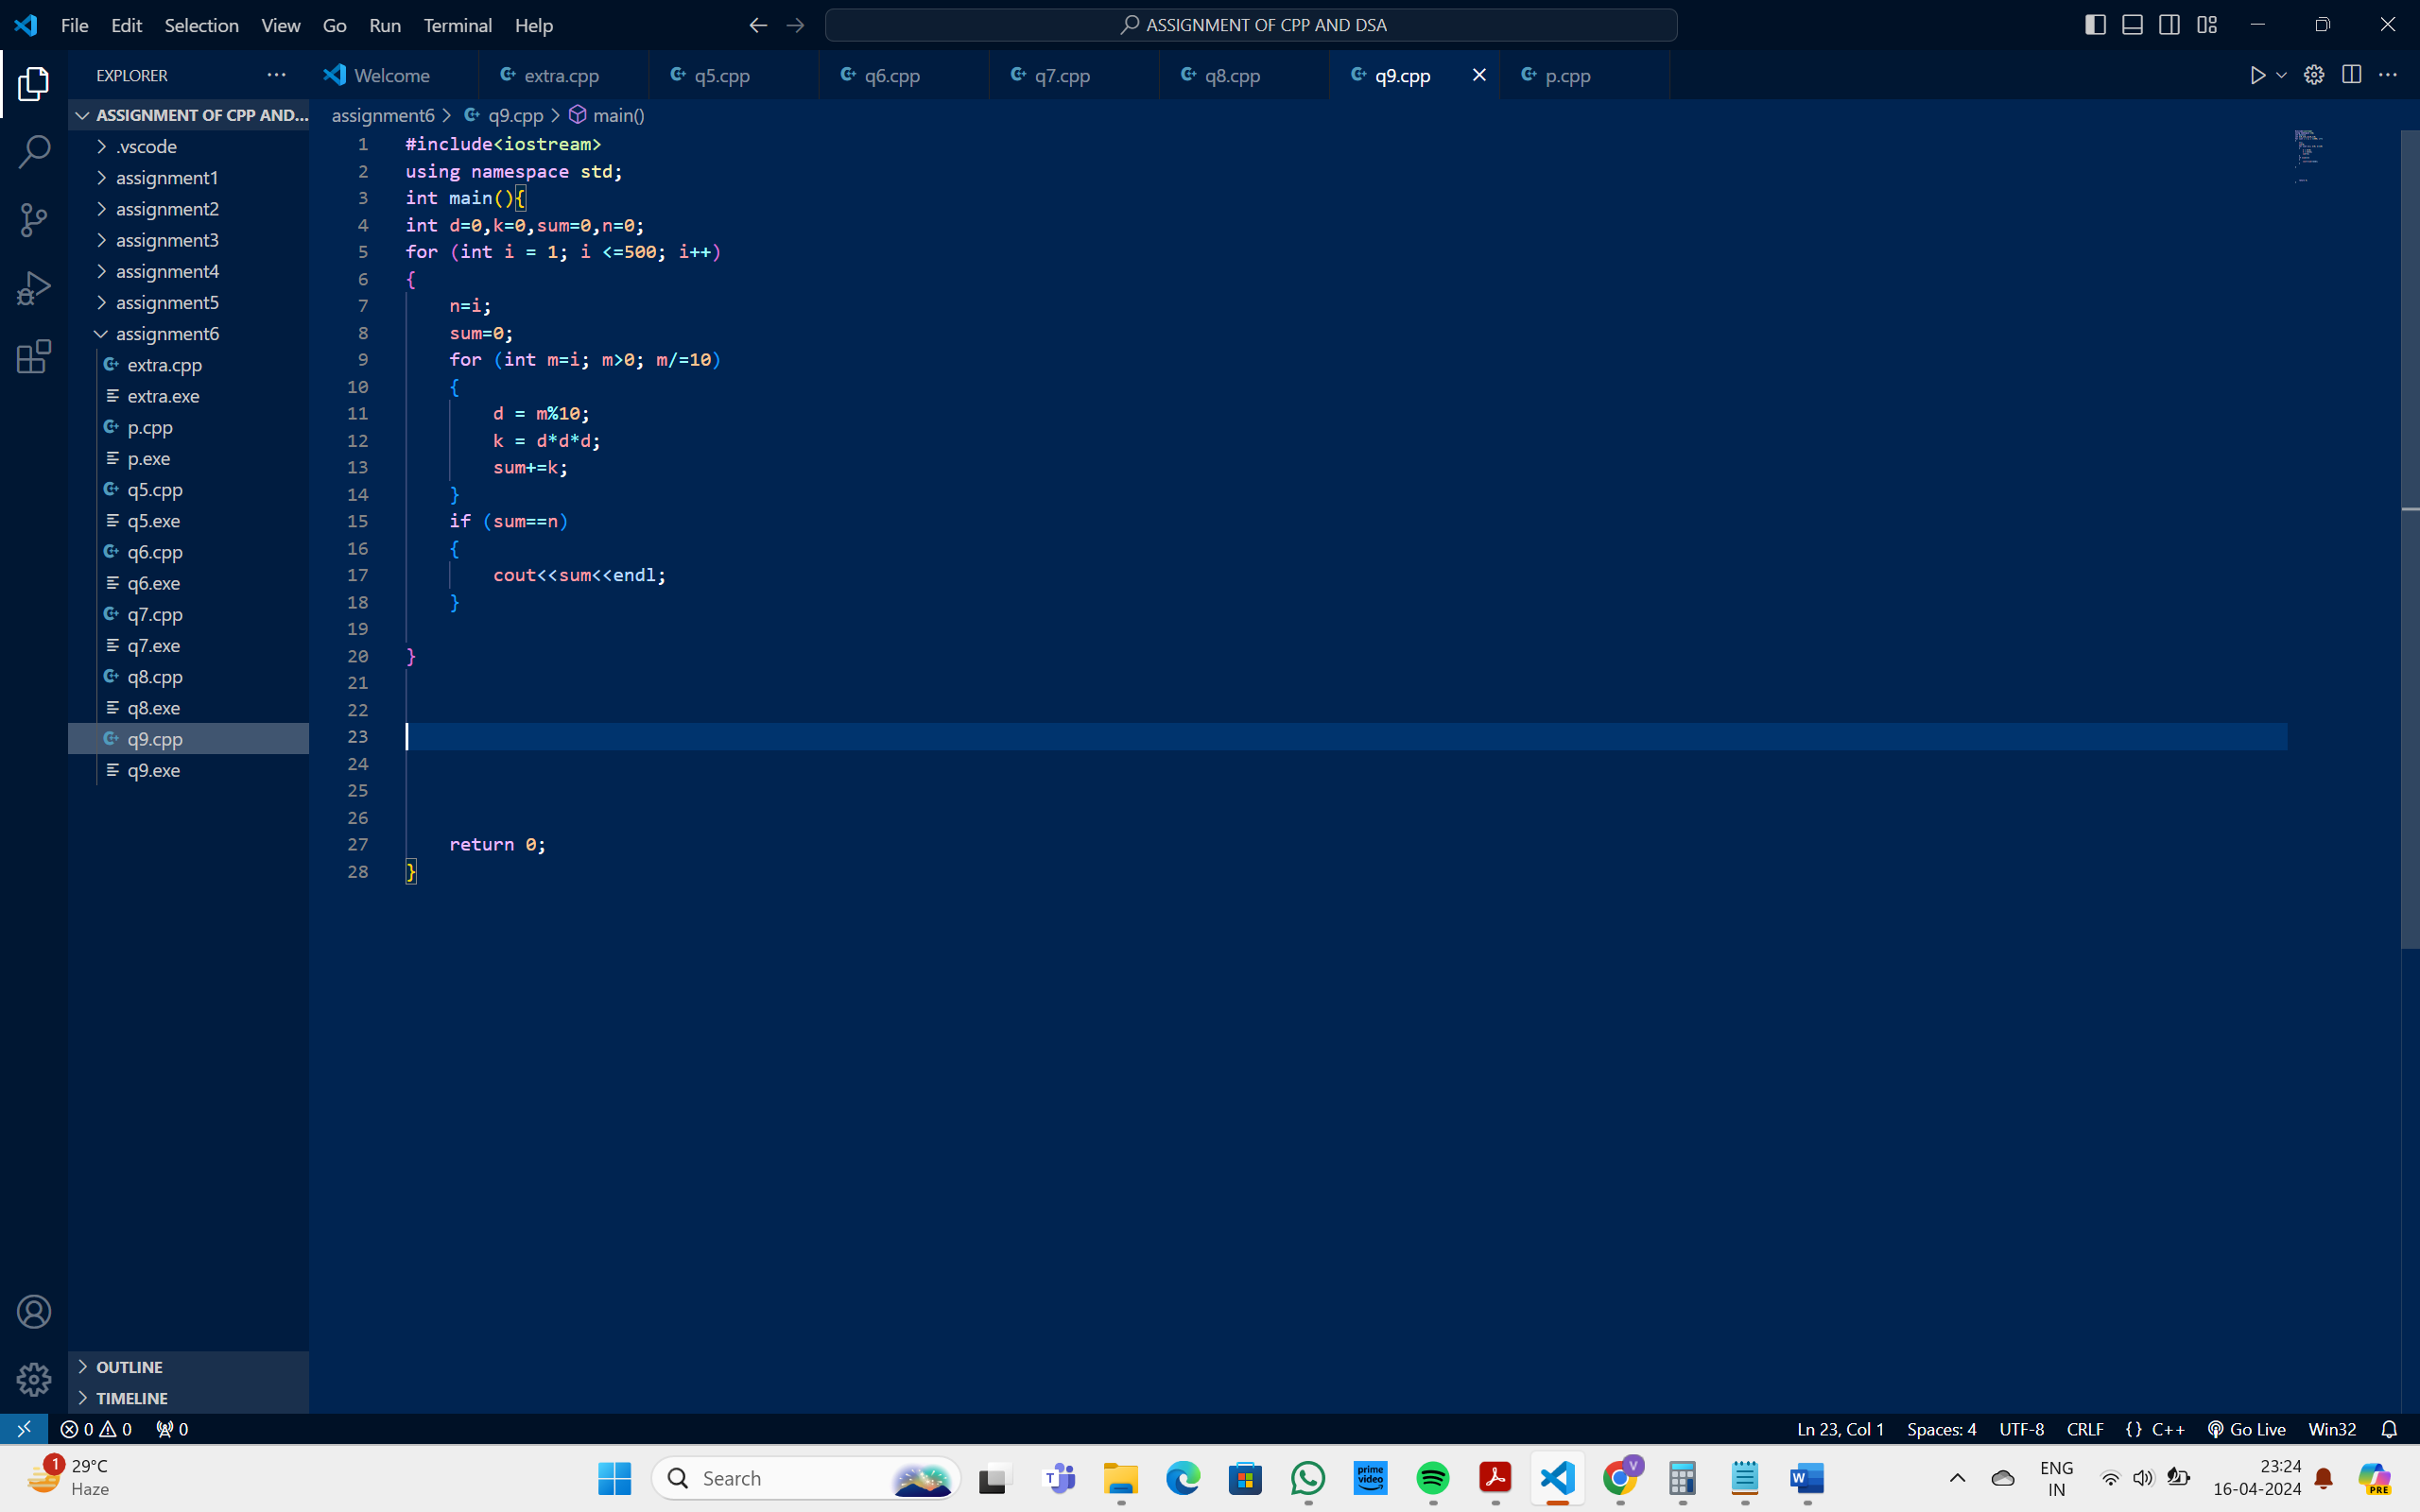 File Edit Selection View Go Run Terminal Help ASSIGNMENT OF CPP AND DSA
EXPLORER
Welcome extra.cpp q5.cpp q6.cpp q7.cpp q8.cpp q9.cpp p.cpp
ASSIGNMENT OF CPP AND...
.vscode
assignment1
assignment2
assignment3
assignment4
assignment5
assignment6
extra.cpp
extra.exe
p.cpp
p.exe
q5.cpp
q5.exe
q6.cpp
q6.exe
q7.cpp
q7.exe
q8.cpp
q8.exe
q9.cpp
q9.exe
OUTLINE
TIMELINE
assignment6 > q9.cpp > main()
1 #include<iostream>
2 using namespace std;
3 int main(){
4 int d=0,k=0,sum=0,n=0;
5 for (int i = 1; i <=500; i++)
6 {
7 n=i;
8 sum=0;
9 for (int m=i; m>0; m/=10)
10 {
11 d = m%10;
12 k = d*d*d;
13 sum+=k;
14 }
15 if (sum==n)
16 {
17 cout<<sum<<endl;
18 }
19
20 }
21
22
23
24
25
26
27 return 0;
28 }
0 0 0 Ln 23, Col 1 Spaces: 4 UTF-8 CRLF {} C++ Go Live Win32
1 29°C
Haze
Search
T
prime video
V
W
ENG
IN
23:24
16-04-2024
PRE